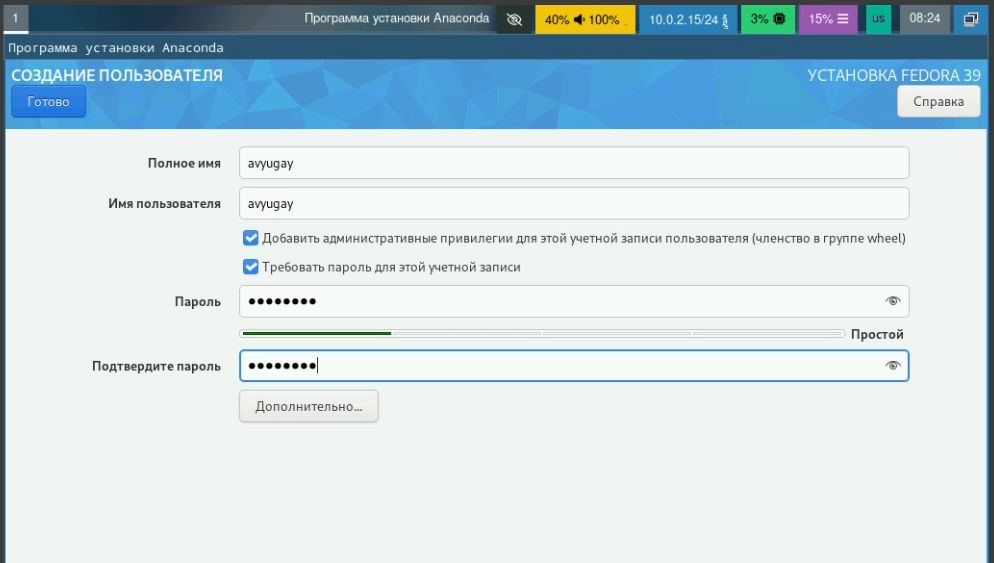 1 Программа установки Anaconda 40% 100% 10.0.2.15/24 3% 15% us 08:24
Программа установки Anaconda
СОЗДАНИЕ ПОЛЬЗОВАТЕЛЯ УСТАНОВКА FEDORA 39
Готово Справка
Полное имя avyugay
Имя пользователя avyugay
Добавить административные привилегии для этой учетной записи пользователя (членство в группе wheel)
Требовать пароль для этой учетной записи
Пароль ●●●●●●●●
Простой
Подтвердите пароль ●●●●●●●●
Дополнительно...